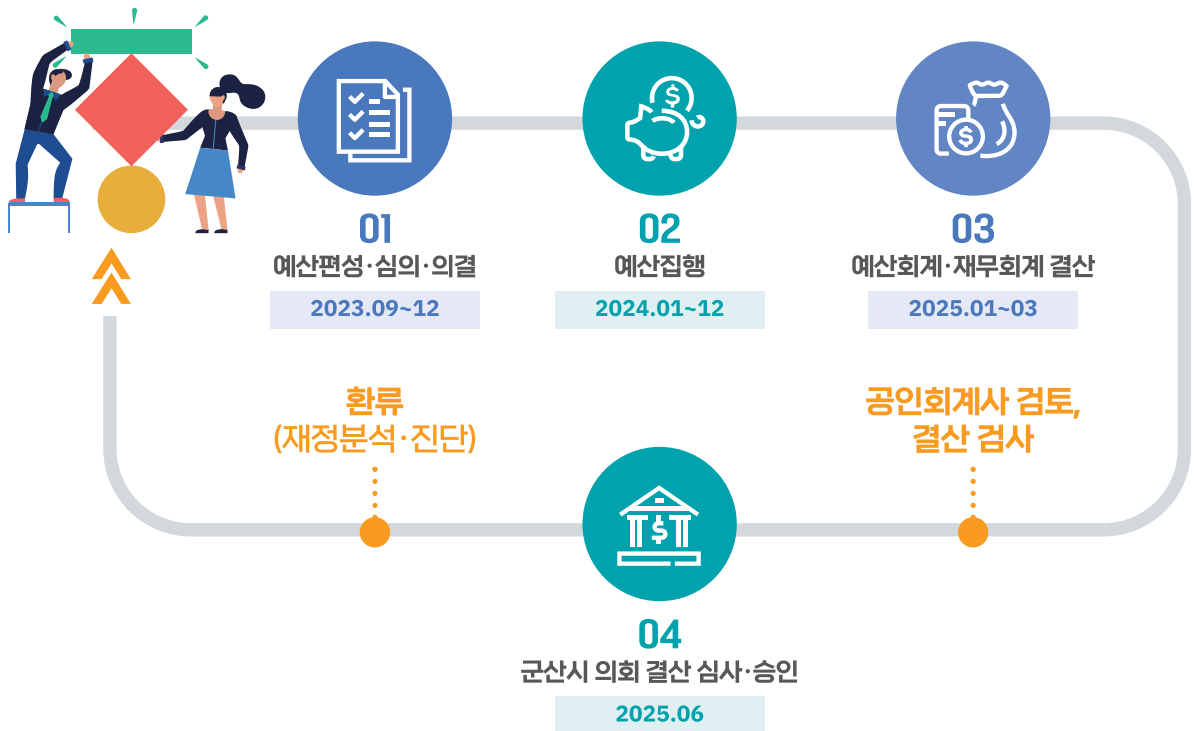 01
예산편성·심의·의결
2023.09~12
02
예산집행
2024.01~12
03
예산회계·재무회계 결산
2025.01~03
공인회계사 검토,
결산 검사
04
군산시 의회 결산 심사·승인
2025.06
환류
(재정분석·진단)